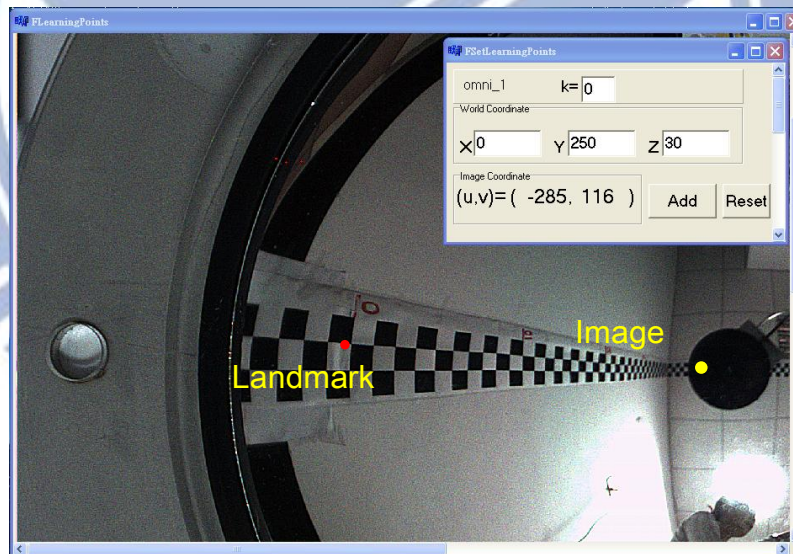 FLearningPoints
FSetLearningPoints
omni_1 k= 0
World Coordinate
X 0 Y 250 Z 30
Image Coordinate
(u,v)= ( -285, 116 )
Add Reset
Image
Landmark